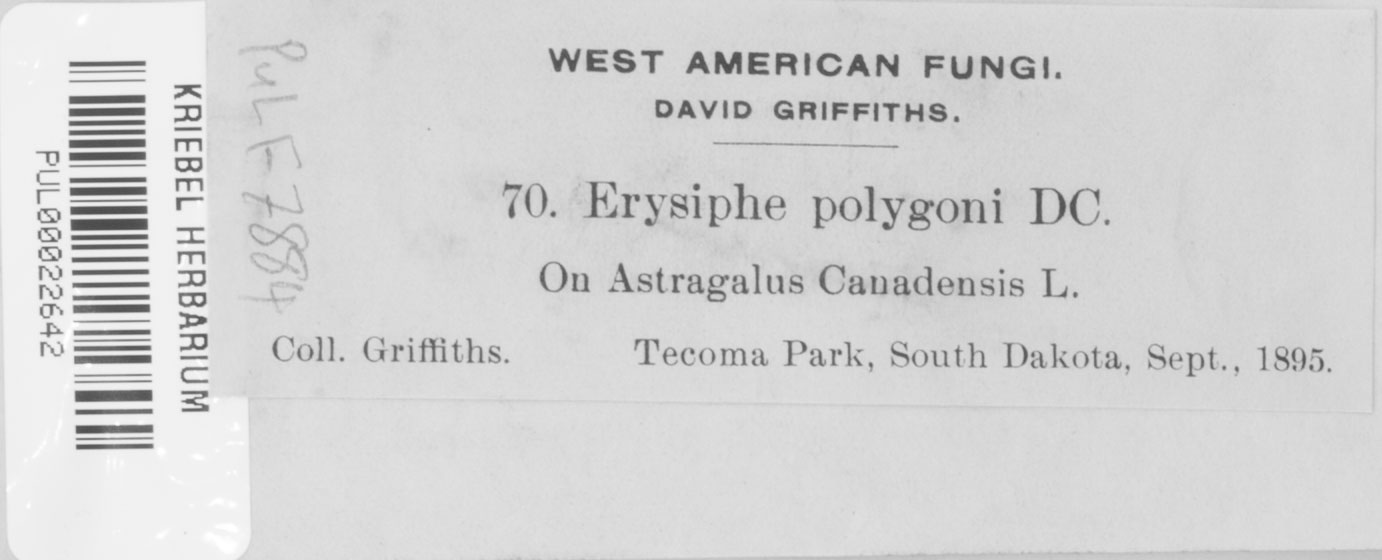 KRIEBEL HERBARIUM
PUL00022642
PuL F7884
WEST AMERICAN FUNGI.
DAVID GRIFFITHS.
70. Erysiphe polygoni DC.
On Astragalus Canadensis L.
Coll. Griffiths. Tecoma Park, South Dakota, Sept., 1895.